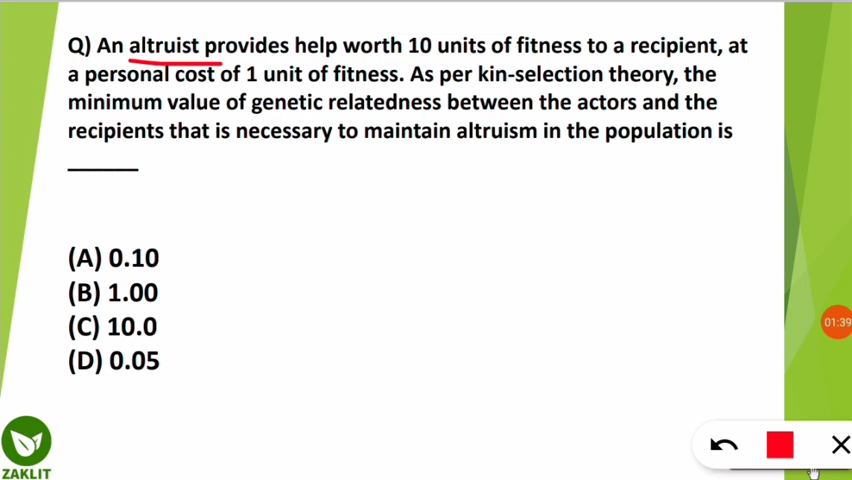 Q) An altruist provides help worth 10 units of fitness to a recipient, at
a personal cost of 1 unit of fitness. As per kin-selection theory, the
minimum value of genetic relatedness between the actors and the
recipients that is necessary to maintain altruism in the population is
______
(A) 0.10
(B) 1.00
(C) 10.0
(D) 0.05
01:39
ZAKLIT